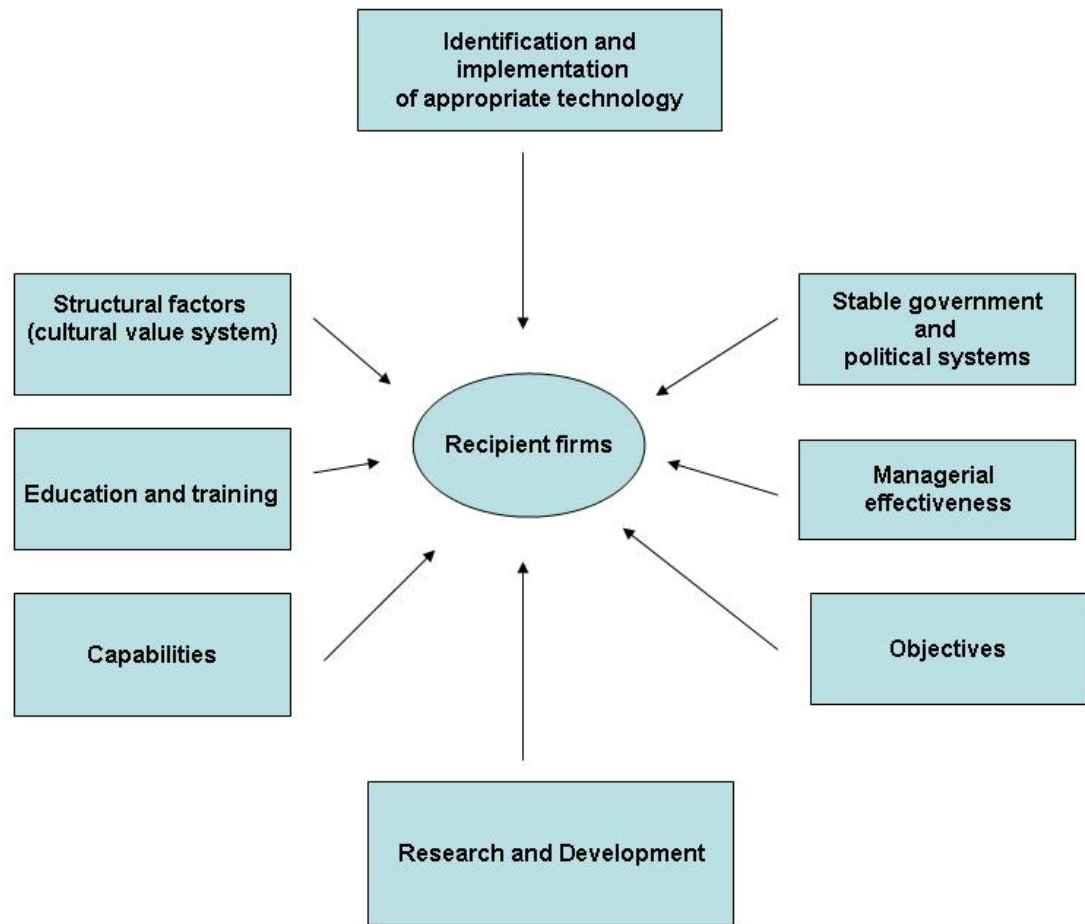 Identification and
implementation
of appropriate technology
Structural factors
(cultural value system)
Stable government
and
political systems
Recipient firms
Education and training
Managerial
effectiveness
Capabilities
Objectives
Research and Development